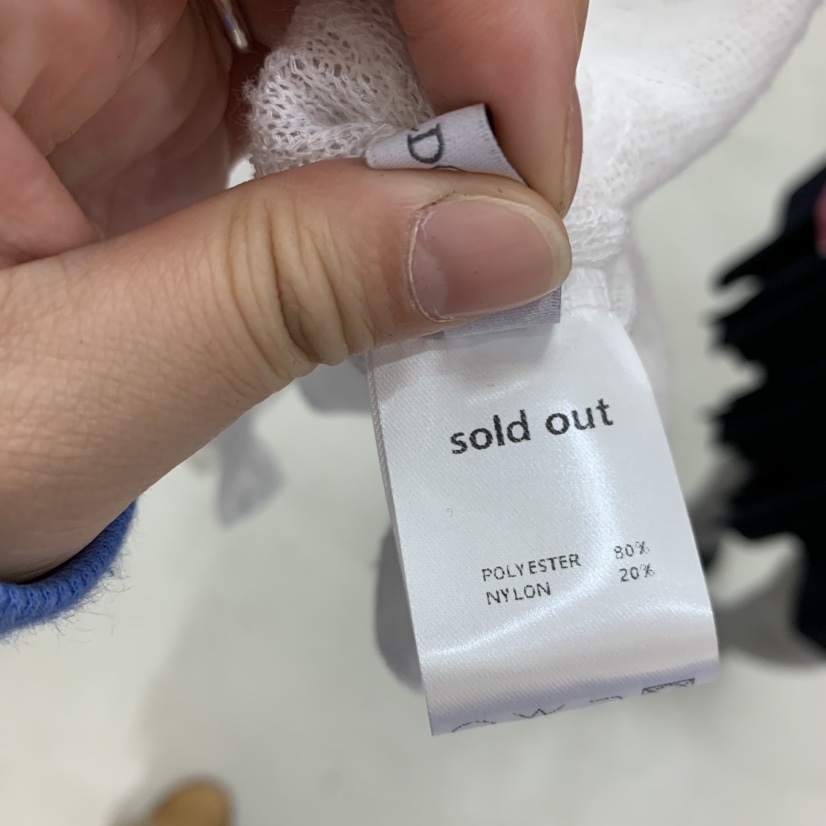 D
sold out
POLYESTER 80%
NYLON 20%